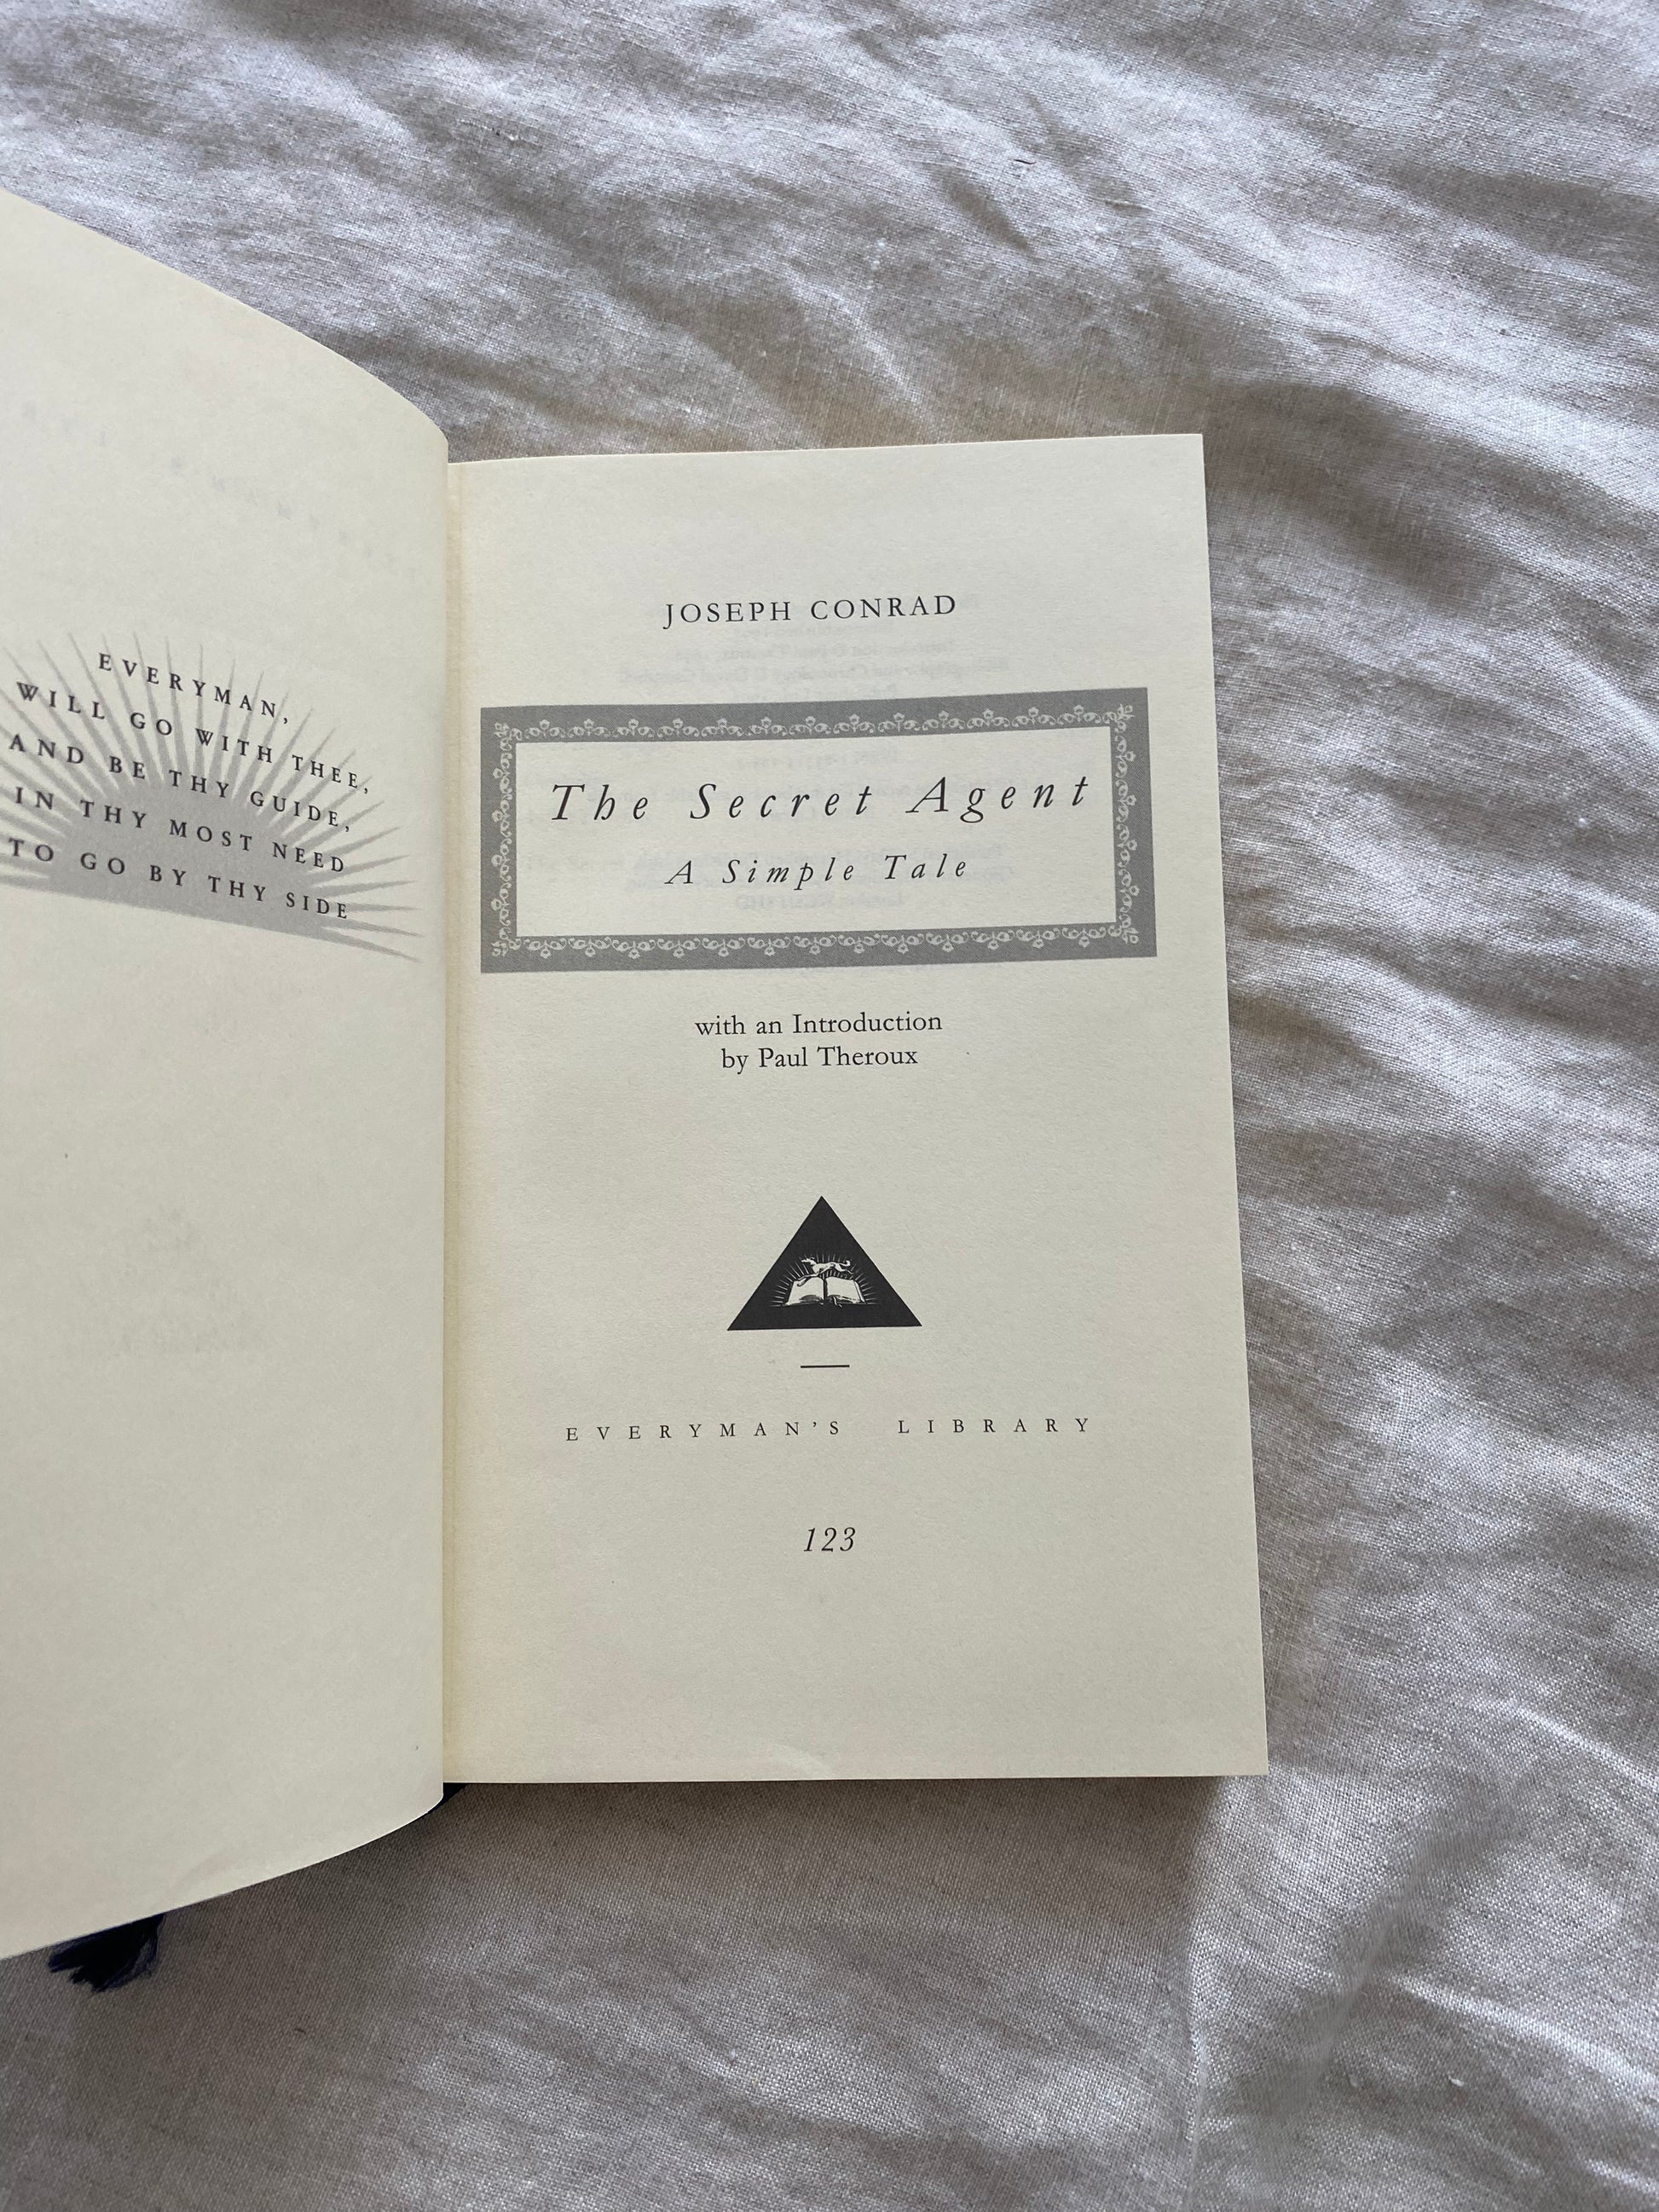 EVERYMAN,
WILL GO WITH THEE,
AND BE THY GUIDE,
IN THY MOST NEED
TO GO BY THY SIDE
JOSEPH CONRAD
The Secret Agent
A Simple Tale
with an Introduction
by Paul Theroux
EVERYMAN'S LIBRARY
123